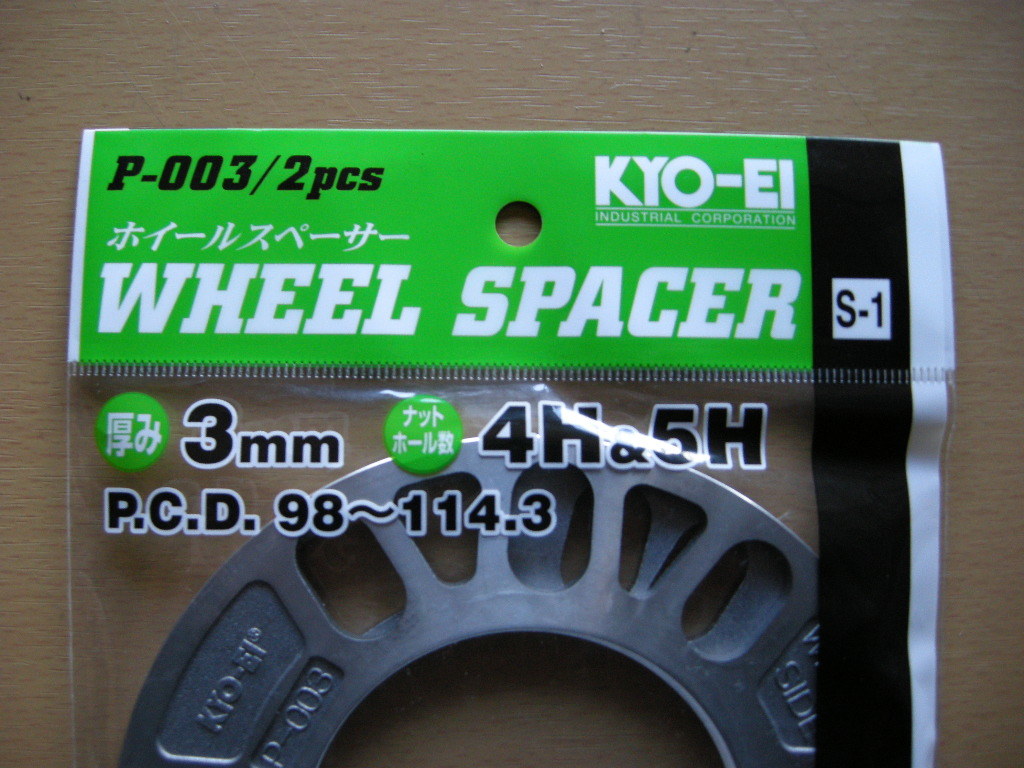 P-003/2pcs
KYO-EI
INDUSTRIAL CORPORATION
ホイールスペーサー
WHEEL SPACER
S-1
厚み 3mm ナットホール数 4H&5H
P.C.D. 98〜114.3
KYO-EI®
P-003
SIDE